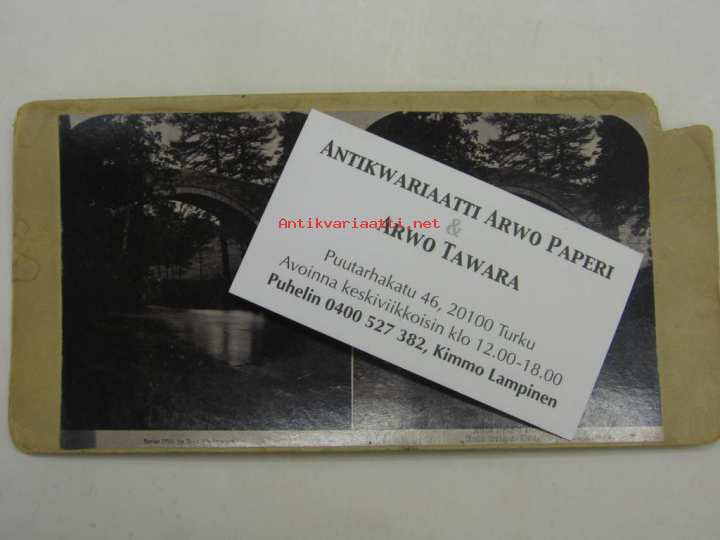 ANTIKWARIAATTI ARWO PAPERI
&
ARWO TAWARA
Puutarhakatu 46, 20100 Turku
Avoinna keskiviikkoisin klo 12.00-18.00
Puhelin 0400 527 382, Kimmo Lampinen
Antikvariaatti.net